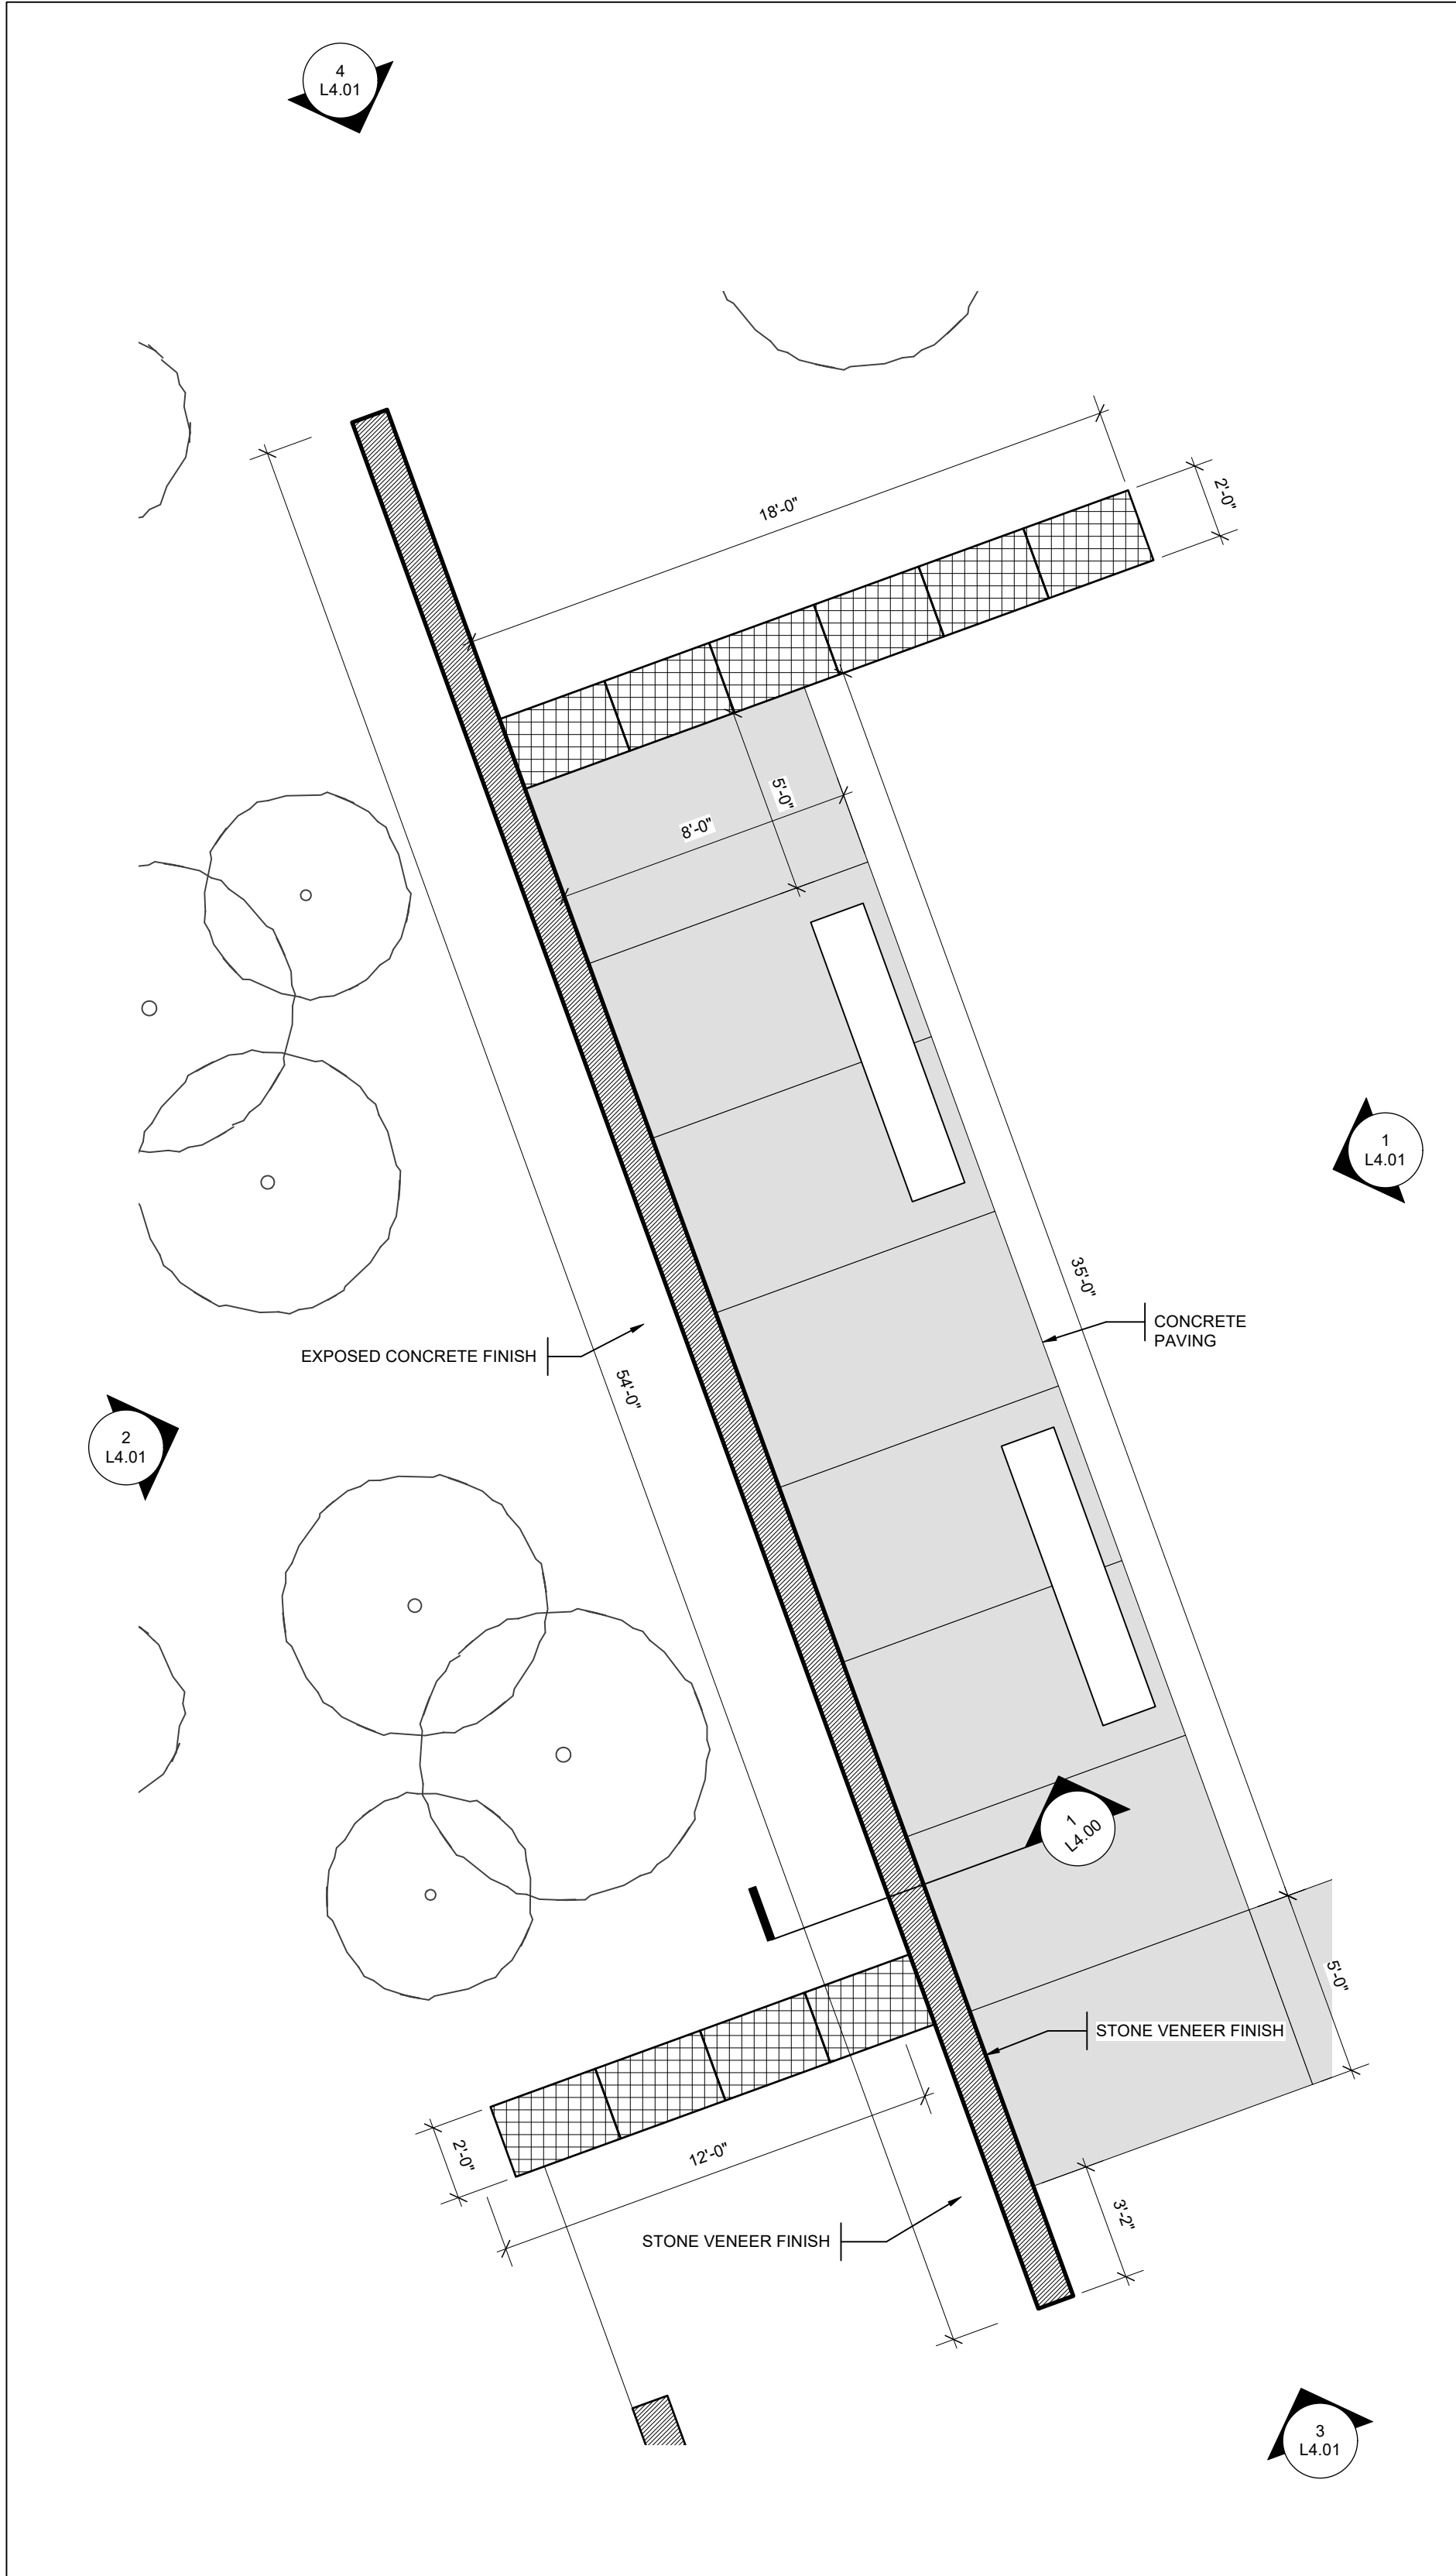 4
L4.01
18'-0"
2'-0"
5'-0"
8'-0"
1
L4.01
35'-0"
CONCRETE
PAVING
EXPOSED CONCRETE FINISH
54'-0"
2
L4.01
1
L4.00
5'-0"
STONE VENEER FINISH
2'-0"
12'-0"
3'-2"
STONE VENEER FINISH
3
L4.01